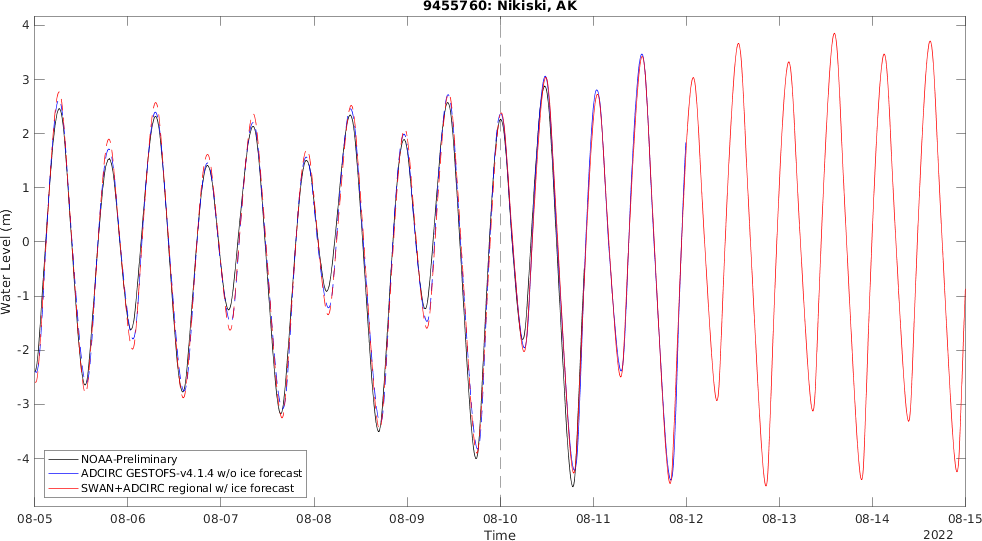 9455760: Nikiski, AK
4
3
2
1
0
-1
-2
-3
-4
Water Level (m)
NOAA-Preliminary
ADCIRC GESTOFS-v4.1.4 w/o ice forecast
SWAN+ADCIRC regional w/ ice forecast
08-05 08-06 08-07 08-08 08-09 08-10 08-11 08-12 08-13 08-14 08-15
Time
2022